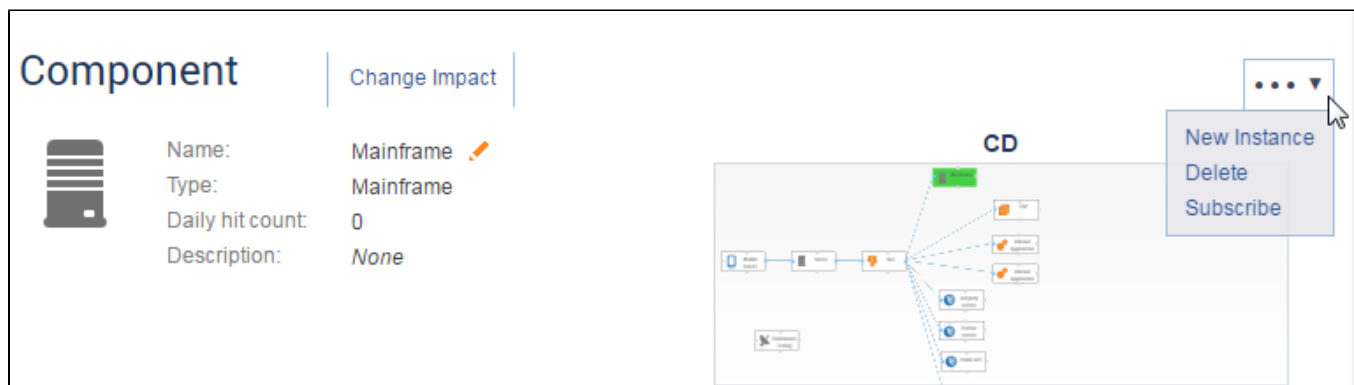 Component
Change Impact
Name: Mainframe
Type: Mainframe
Daily hit count: 0
Description: None
CD
New Instance
Delete
Subscribe